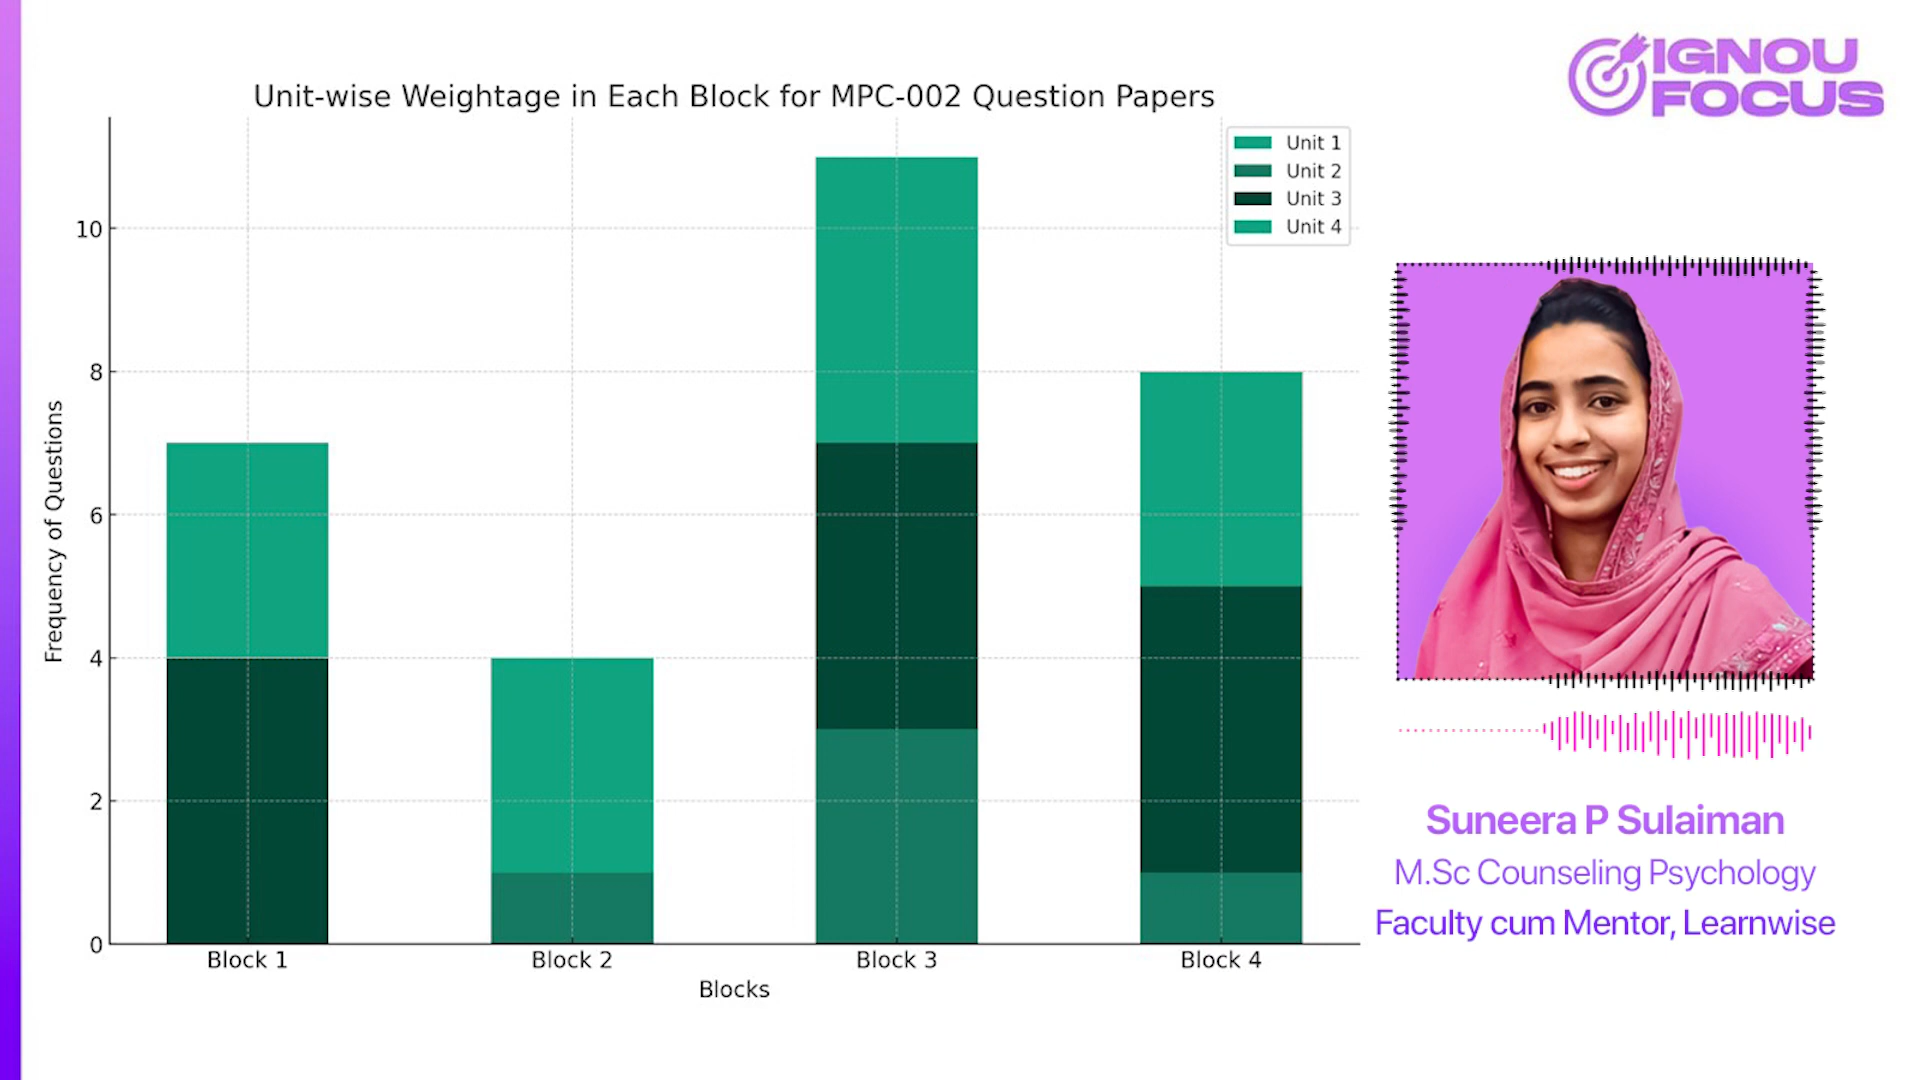 IGNOU
FOCUS
Unit-wise Weightage in Each Block for MPC-002 Question Papers
Unit 1
Unit 2
Unit 3
Unit 4
Frequency of Questions
10
8
6
4
2
0
Block 1
Block 2
Block 3
Block 4
Blocks
Suneera P Sulaiman
M.Sc Counseling Psychology
Faculty cum Mentor, Learnwise